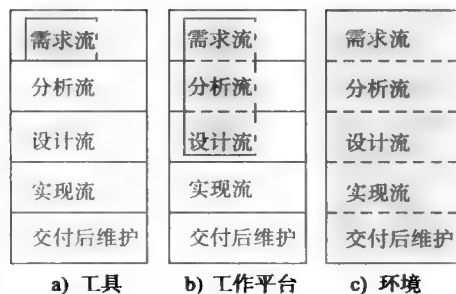 需求流
分析流
设计流
实现流
交付后维护
a) 工具
需求流
分析流
设计流
实现流
交付后维护
b) 工作平台
需求流
分析流
设计流
实现流
交付后维护
c) 环境